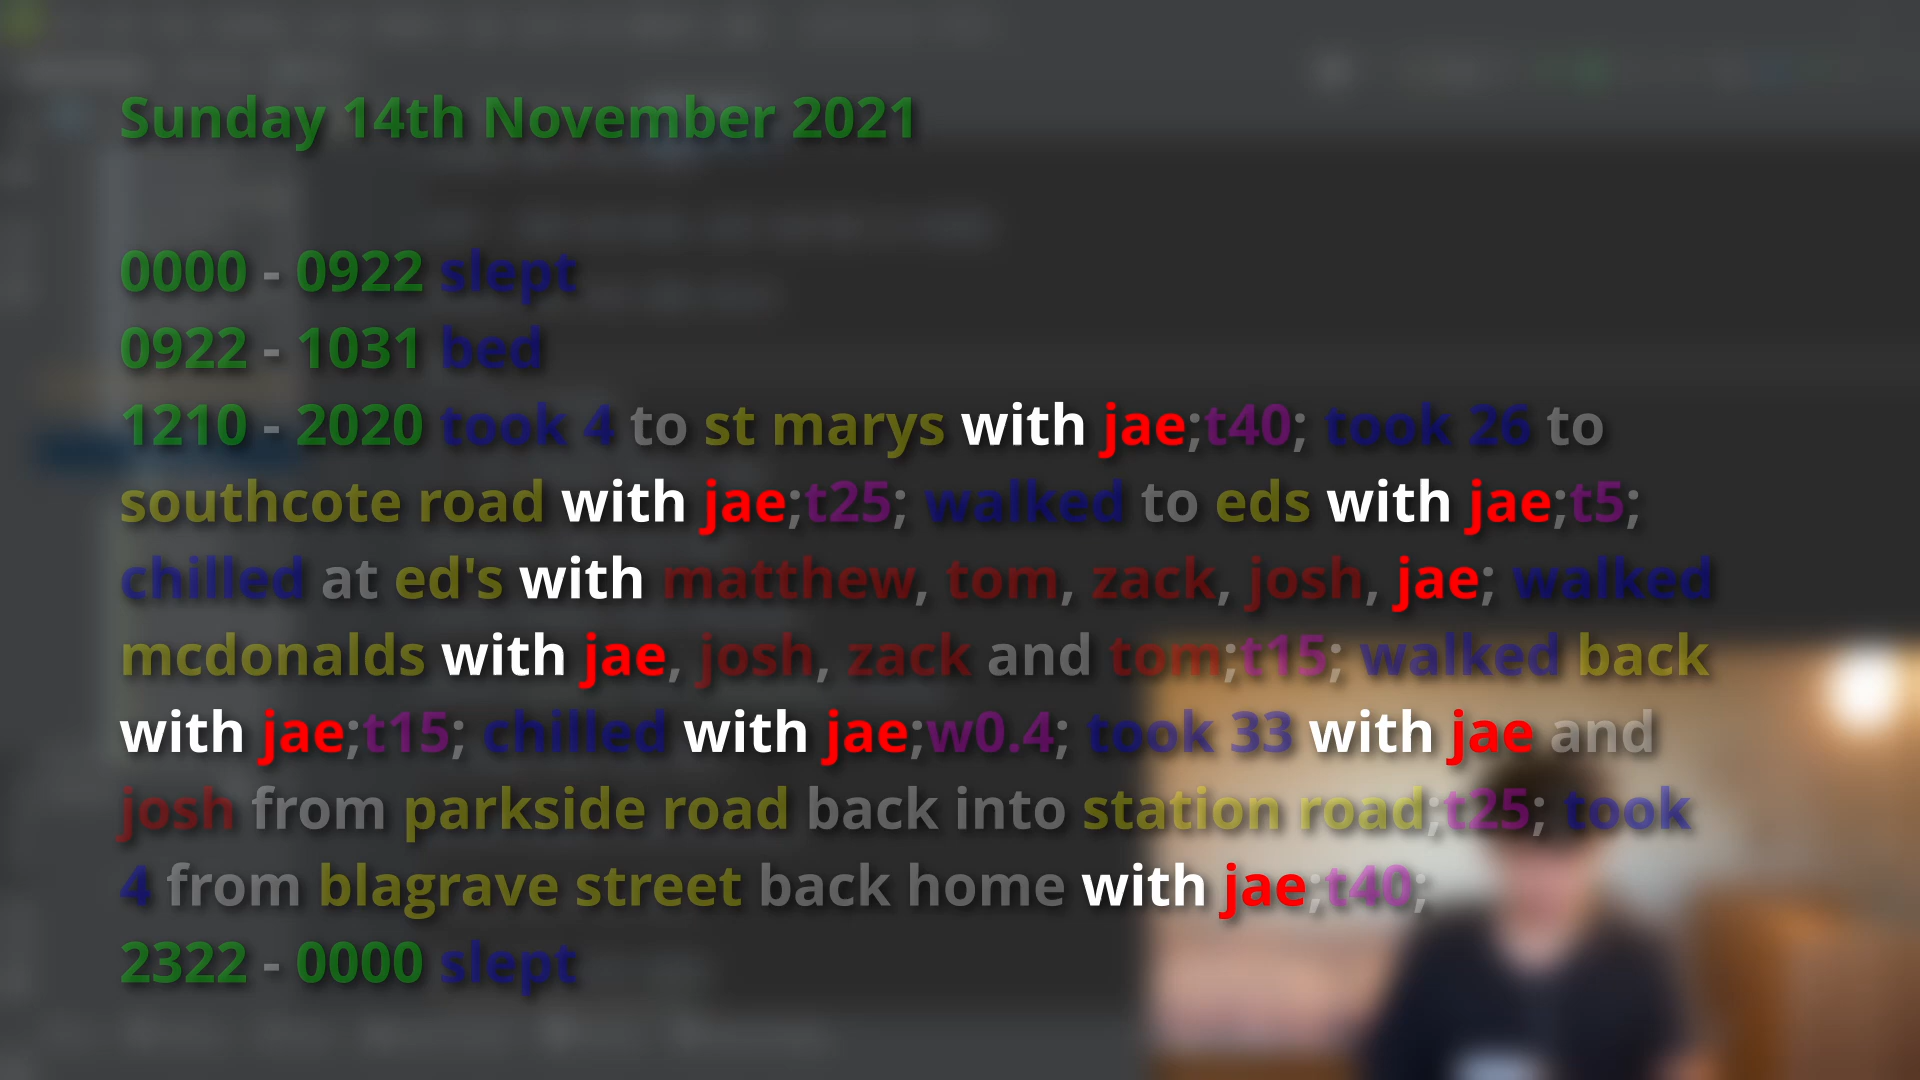 Sunday 14th November 2021
0000 - 0922 slept
0922 - 1031 bed
1210 - 2020 took 4 to st marys with jae;t40; took 26 to
southcote road with jae;t25; walked to eds with jae;t5;
chilled at ed's with matthew, tom, zack, josh, jae; walked
mcdonalds with jae, josh, zack and tom;t15; walked back
with jae;t15; chilled with jae;w0.4; took 33 with jae and
josh from parkside road back into station road;t25; took
4 from blagrave street back home with jae;t40;
2322 - 0000 slept